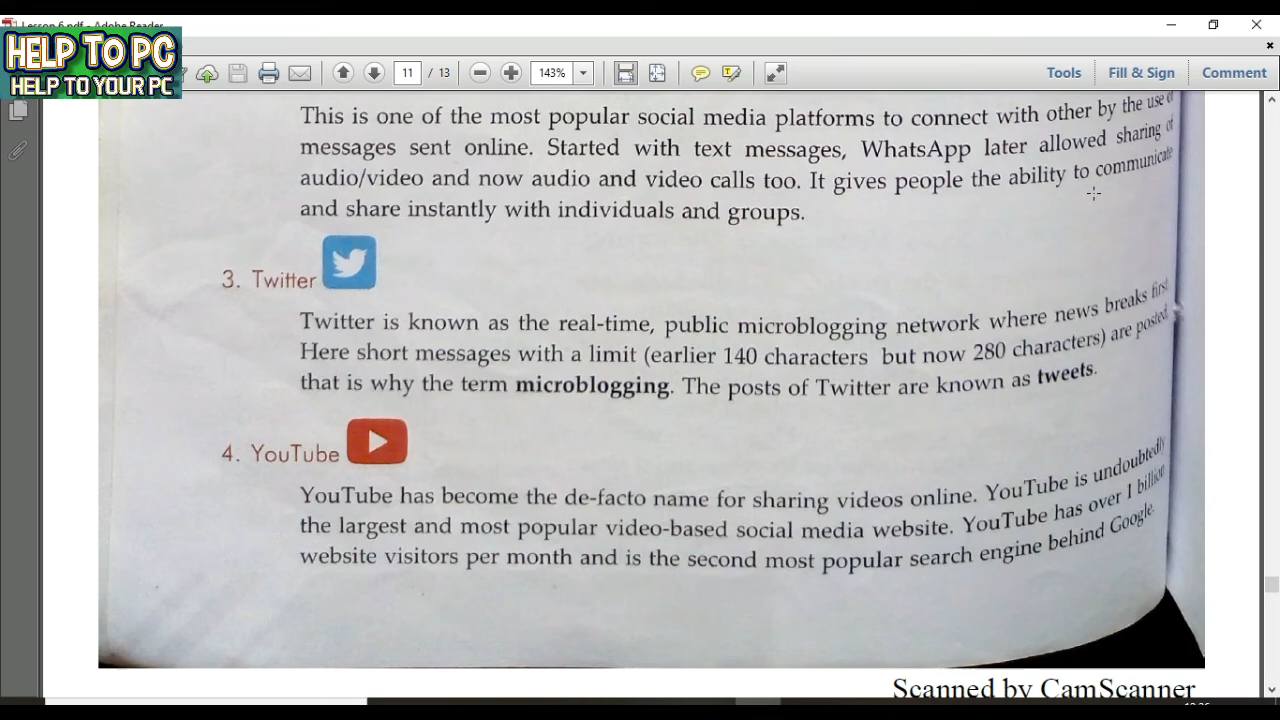 Lesson 6.pdf - Adobe Reader
HELP TO PC
HELP TO YOUR PC
11 / 13
143%
Tools
Fill & Sign
Comment
This is one of the most popular social media platforms to connect with other by the use of
messages sent online. Started with text messages, WhatsApp later allowed sharing of
audio/video and now audio and video calls too. It gives people the ability to communicate
and share instantly with individuals and groups.
3. Twitter
Twitter is known as the real-time, public microblogging network where news breaks first
Here short messages with a limit (earlier 140 characters but now 280 characters) are posted
that is why the term microblogging. The posts of Twitter are known as tweets.
4. YouTube
YouTube has become the de-facto name for sharing videos online. YouTube is undoubtedly
the largest and most popular video-based social media website. YouTube has over 1 billion
website visitors per month and is the second most popular search engine behind Google.
Scanned by CamScanner